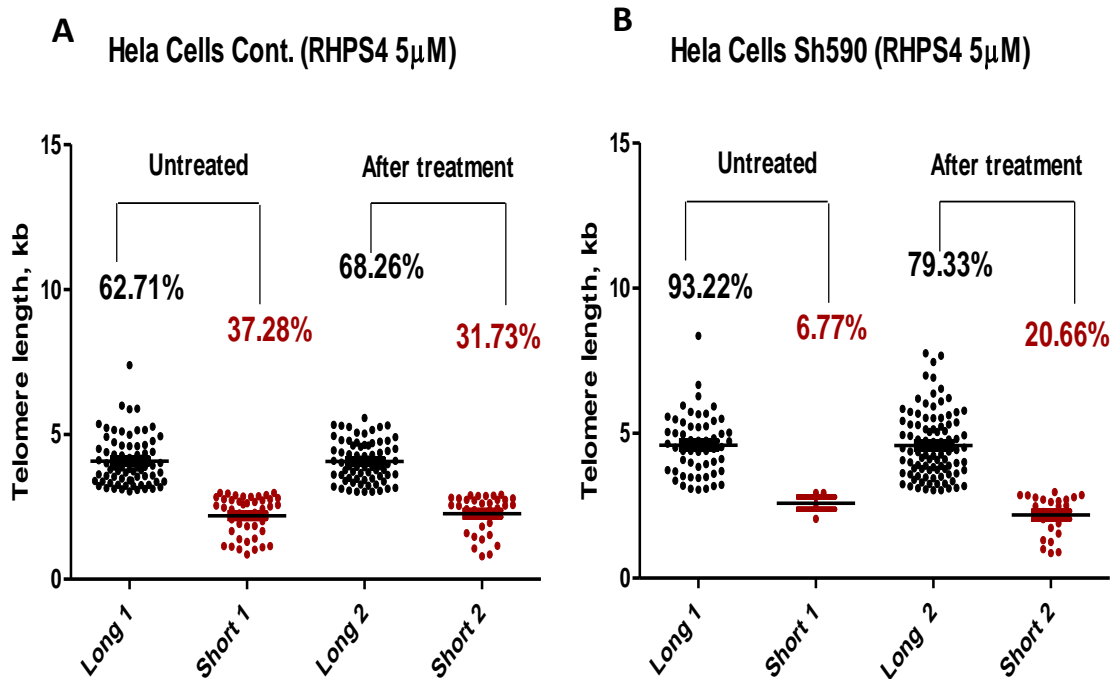 A
Hela Cells Cont. (RHPS4 5μM)
Telomere length, kb
15
10
5
0
Untreated
After treatment
62.71%
37.28%
68.26%
31.73%
Long 1
Short 1
Long 2
Short 2
B
Hela Cells Sh590 (RHPS4 5μM)
Telomere length, kb
15
10
5
0
Untreated
After treatment
93.22%
6.77%
79.33%
20.66%
Long 1
Short 1
Long 2
Short 2